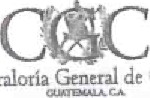 CGC
raloría General de
GUATEMALA, C.A.